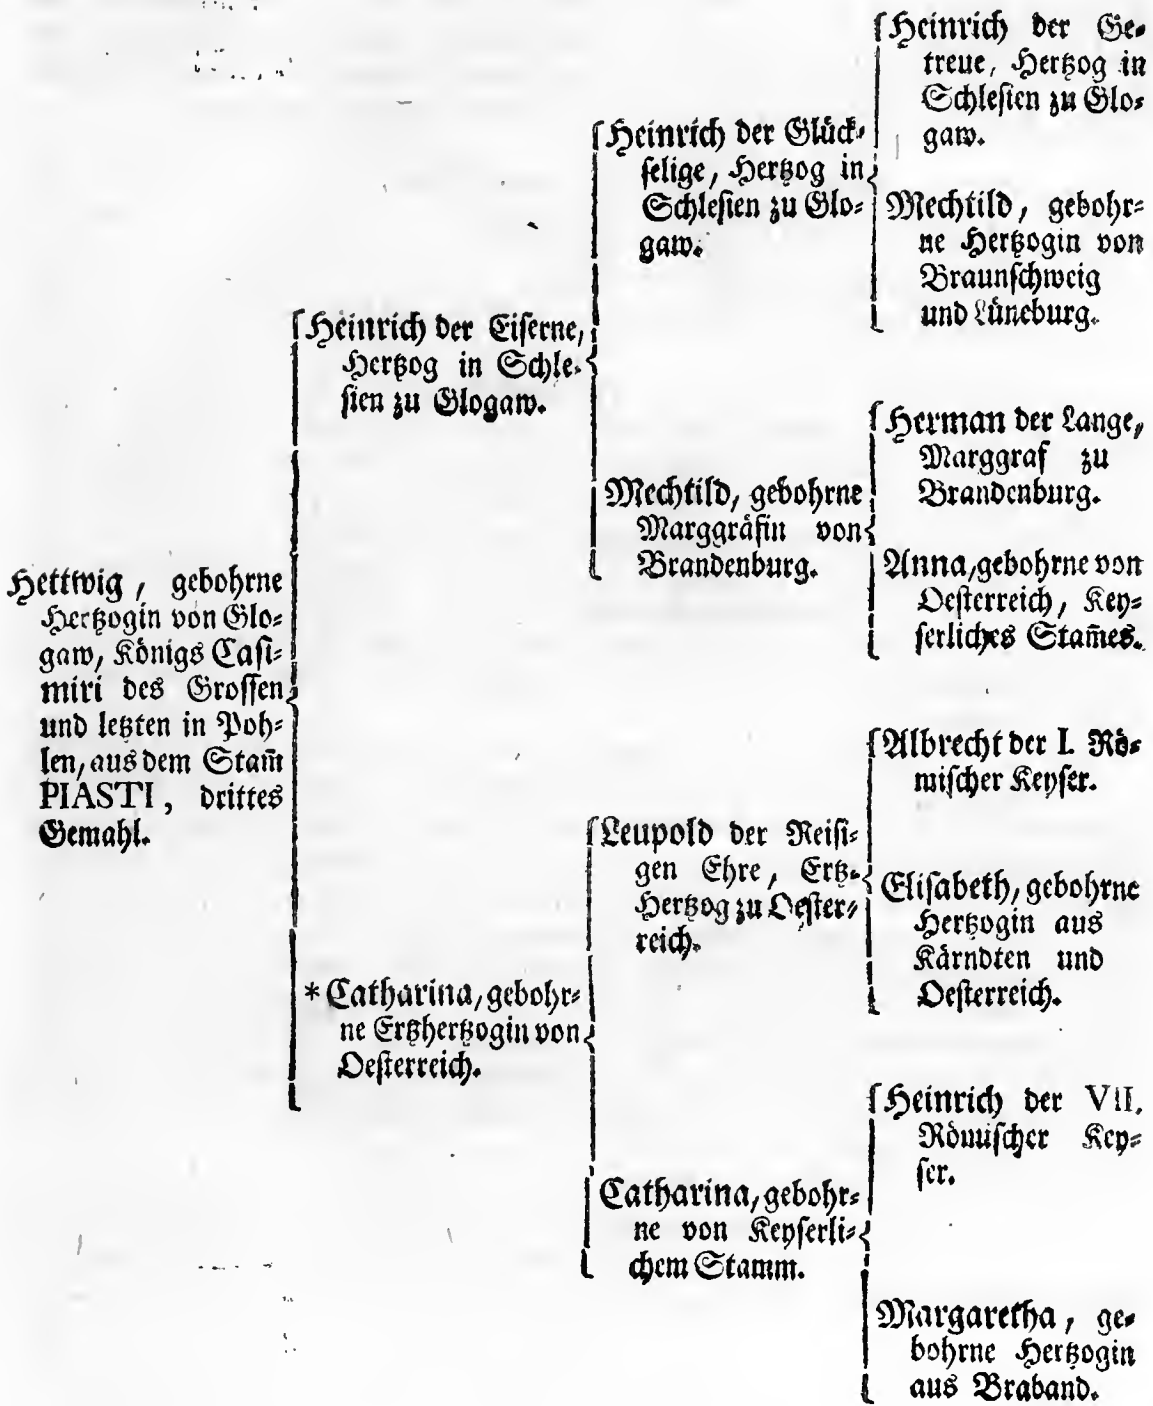 Hettwig, gebohrne
Hertzogin von Glo-
gaw, Königs Casi-
miri des Grossen
und letzten in Poh-
len, aus dem Stam̄
PIASTI, drittes
Gemahl.
Heinrich der Eiserne,
Hertzog in Schle-
sien zu Glogaw.
* Catharina, gebohr-
ne Ertzhertzogin von
Oesterreich.
Heinrich der Glück-
selige, Hertzog in
Schlesien zu Glo-
gaw.
Mechtild, gebohrne
Marggräfin von
Brandenburg.
Leupold der Reisi-
gen Ehre, Ertz-
Hertzog zu Oester-
reich.
Catharina, gebohr-
ne von Keyserli-
chem Stamm.
Heinrich der Ge-
treue, Hertzog in
Schlesien zu Glo-
gaw.
Mechtild, gebohr-
ne Hertzogin von
Braunschweig
und Lüneburg.
Herman der Lange,
Marggraf zu
Brandenburg.
Anna, gebohrne von
Oesterreich, Key-
serliches Stam̄es.
Albrecht der I. Rö-
mischer Keyser.
Elisabeth, gebohrne
Hertzogin aus
Kärndten und
Oesterreich.
Heinrich der VII.
Römischer Key-
ser.
Margaretha, ge-
bohrne Hertzogin
aus Braband.